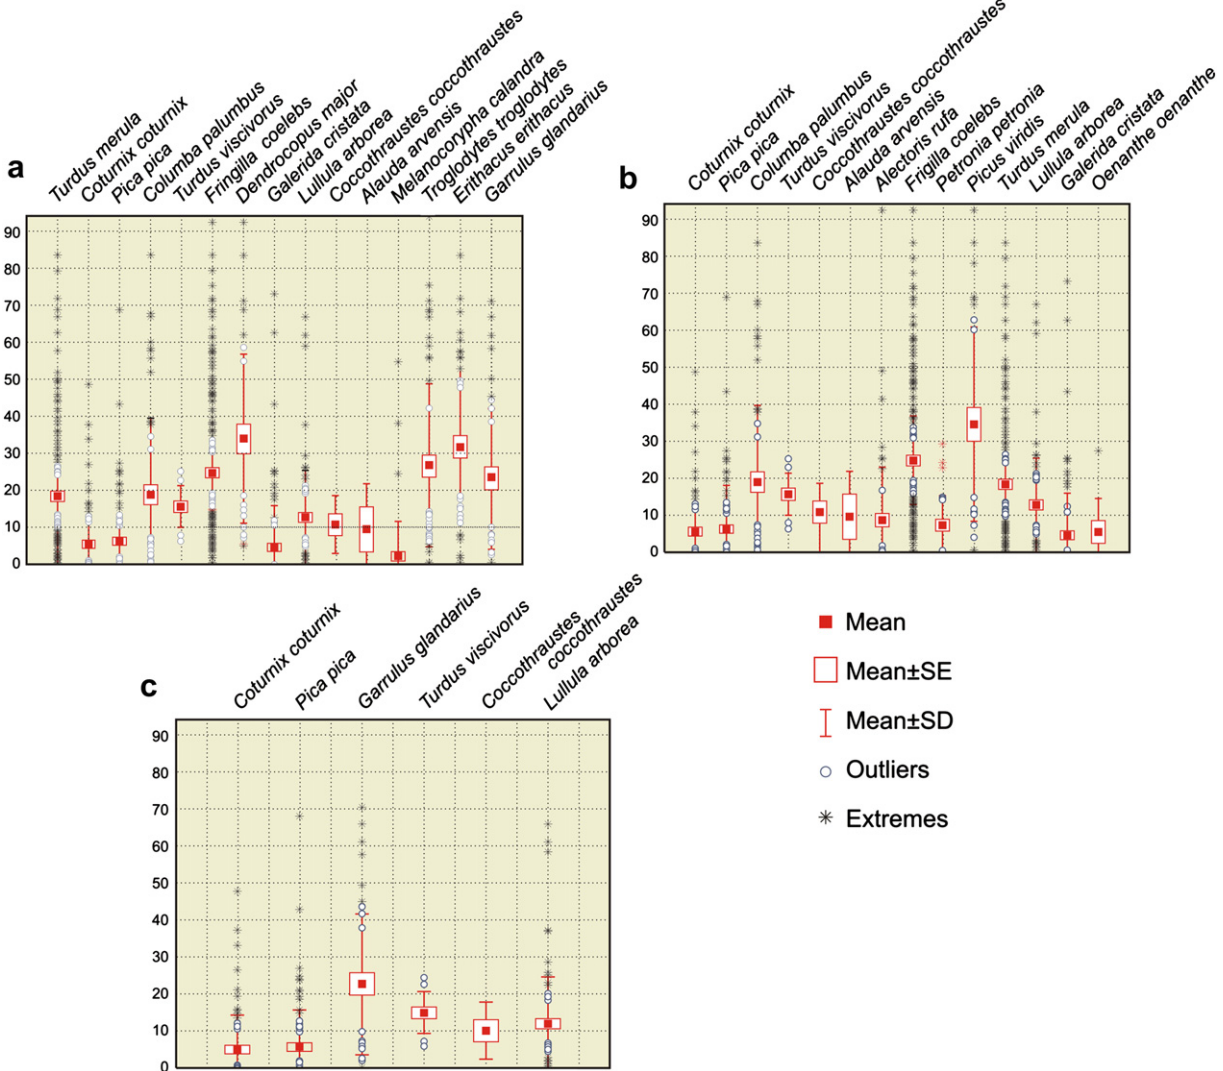 a
Turdus merula
Coturnix coturnix
Pica pica
Columba palumbus
Turdus viscivorus
Fringilla coelebs
Dendrocopus major
Galerida cristata
Lullula arborea
Coccothraustes coccothraustes
Alauda arvensis
Melanocorypha calandra
Troglodytes troglodytes
Erithacus erithacus
Garrulus glandarius
90
80
70
60
50
40
30
20
10
0
b
Coturnix coturnix
Pica pica
Columba palumbus
Turdus viscivorus
Coccothraustes coccothraustes
Alauda arvensis
Alectoris rufa
Frigilla coelebs
Petronia petronia
Picus viridis
Turdus merula
Lullula arborea
Galerida cristata
Oenanthe oenanthe
90
80
70
60
50
40
30
20
10
0
c
Coturnix coturnix
Pica pica
Garrulus glandarius
Turdus viscivorus
Coccothraustes
coccothraustes
Lullula arborea
90
80
70
60
50
40
30
20
10
0
Mean
Mean±SE
Mean±SD
Outliers
Extremes